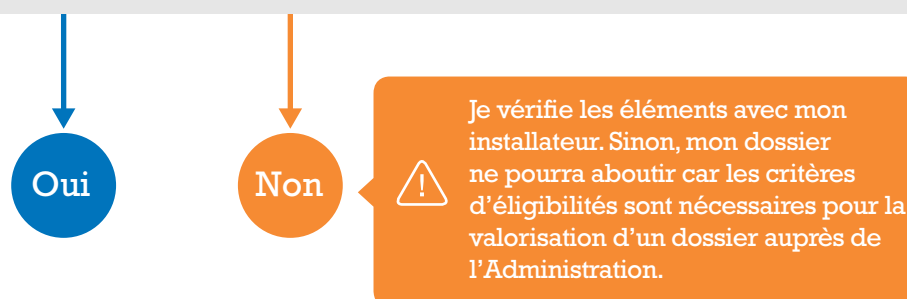 Oui
Non
Je vérifie les éléments avec mon
installateur. Sinon, mon dossier
ne pourra aboutir car les critères
d’éligibilités sont nécessaires pour la
valorisation d’un dossier auprès de
l’Administration.